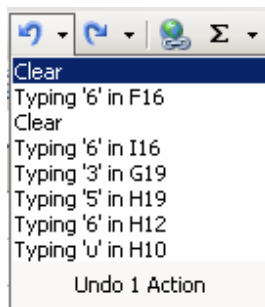 Σ
Clear
Typing '6' in F16
Clear
Typing '6' in I16
Typing '3' in G19
Typing '5' in H19
Typing '6' in H12
Typing 'u' in H10
Undo 1 Action